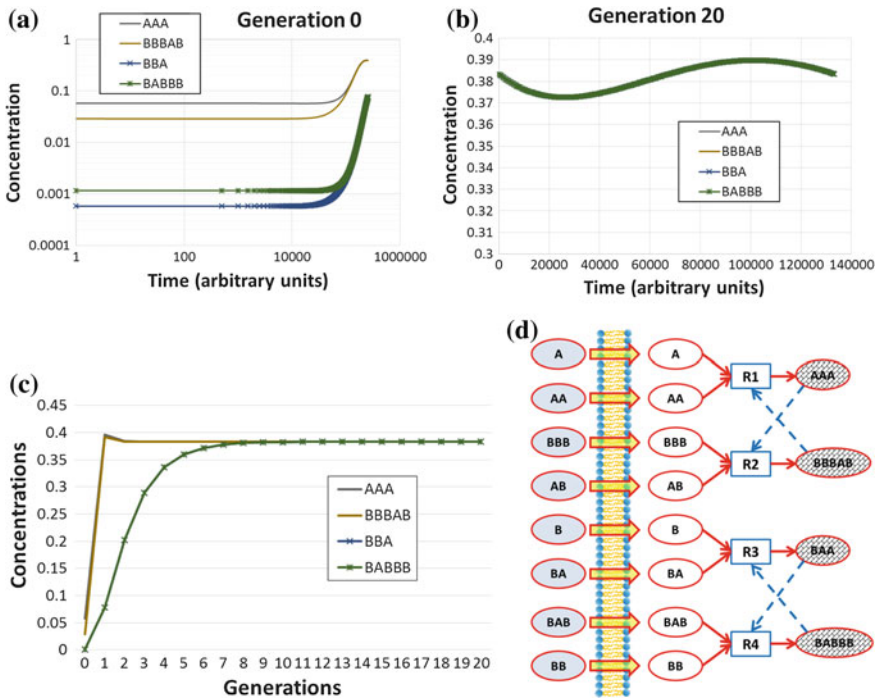 (a)
Generation 0
AAA
BBBAB
BBA
BABBB
Concentration
1
0.1
0.01
0.001
0.0001
1 100 10000 1000000
Time (arbitrary units)
(b)
Generation 20
Concentration
0.4
0.39
0.38
0.37
0.36
0.35
0.34
0.33
0.32
0.31
0.3
AAA
BBBAB
BBA
BABBB
0 20000 40000 60000 80000 100000 120000 140000
Time (arbitrary units)
(c)
Concentrations
0.45
0.4
0.35
0.3
0.25
0.2
0.15
0.1
0.05
0
AAA
BBBAB
BBA
BABBB
0 1 2 3 4 5 6 7 8 9 10 11 12 13 14 15 16 17 18 19 20
Generations
(d)
A A
R1 AAA
AA AA
BBB BBB
R2 BBBAB
AB AB
B B
R3 BAA
BA BA
BAB BAB
R4 BABBB
BB BB